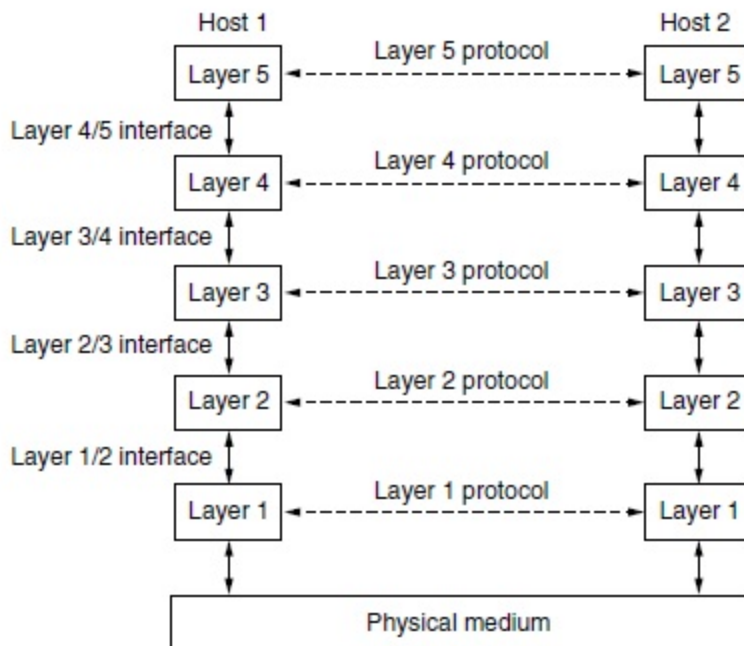 Host 1
Host 2
Layer 5
Layer 5 protocol
Layer 5
Layer 4/5 interface
Layer 4
Layer 4 protocol
Layer 4
Layer 3/4 interface
Layer 3
Layer 3 protocol
Layer 3
Layer 2/3 interface
Layer 2
Layer 2 protocol
Layer 2
Layer 1/2 interface
Layer 1
Layer 1 protocol
Layer 1
Physical medium